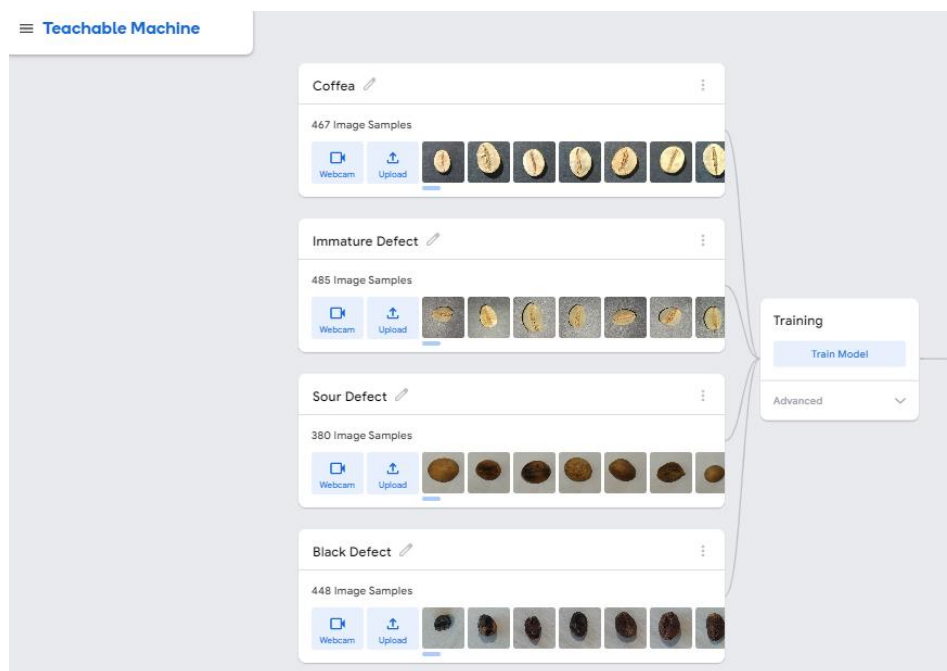 Teachable Machine
Coffea
467 Image Samples
Webcam Upload
Immature Defect
485 Image Samples
Webcam Upload
Sour Defect
380 Image Samples
Webcam Upload
Black Defect
448 Image Samples
Webcam Upload
Training
Train Model
Advanced